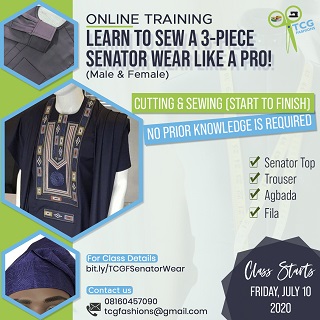 ONLINE TRAINING
LEARN TO SEW A 3-PIECE
SENATOR WEAR LIKE A PRO!
(Male & Female)
TCG
FASHIONS
CUTTING & SEWING (START TO FINISH)
NO PRIOR KNOWLEDGE IS REQUIRED
Senator Top
Trouser
Agbada
Fila
For Class Details
bit.ly/TCGFSenatorWear
Contact us
08160457090
tcgfashions@gmail.com
Class Starts
FRIDAY, JULY 10
2020